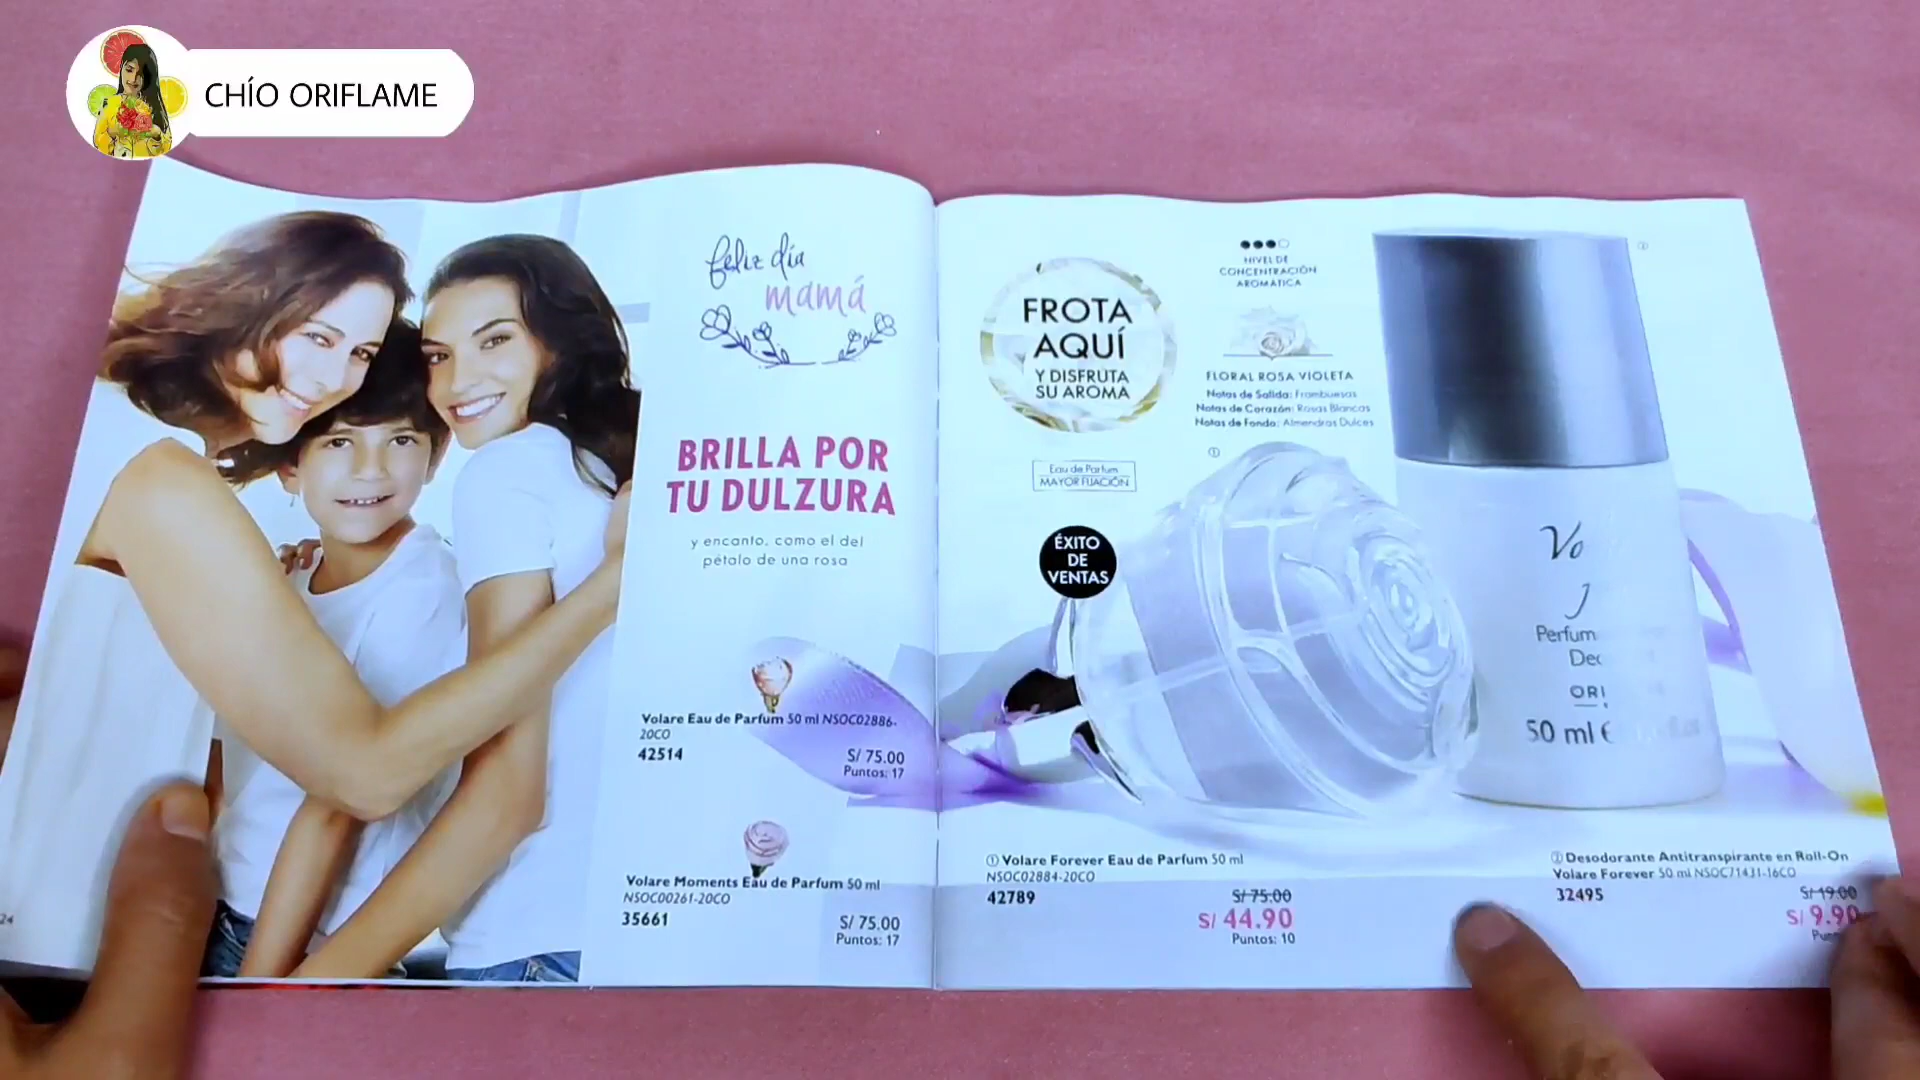 CHÍO ORIFLAME
feliz día
mamá
BRILLA POR
TU DULZURA
y encanto, como el del
pétalo de una rosa
Volare Eau de Parfum 50 ml NSOC02886-
20CO
42514
S/ 75.00
Puntos: 17
Volare Moments Eau de Parfum 50 ml
NSOC00261-20CO
35661
S/ 75.00
Puntos: 17
24
FROTA
AQUÍ
Y DISFRUTA
SU AROMA
NIVEL DE
CONCENTRACIÓN
AROMÁTICA
FLORAL ROSA VIOLETA
Notas de Salida: Frambuesas
Notas de Corazón: Rosas Blancas
Notas de Fondo: Almendras Dulces
Eau de Parfum
MAYOR FIJACIÓN
ÉXITO
DE
VENTAS
①
②
50 ml
① Volare Forever Eau de Parfum 50 ml
NSOC02884-20CO
42789
S/ 75.00
S/ 44.90
Puntos: 10
② Desodorante Antitranspirante en Roll-On
Volare Forever 50 ml NSOC71431-16CO
32495
S/ 19.00
S/ 9.90